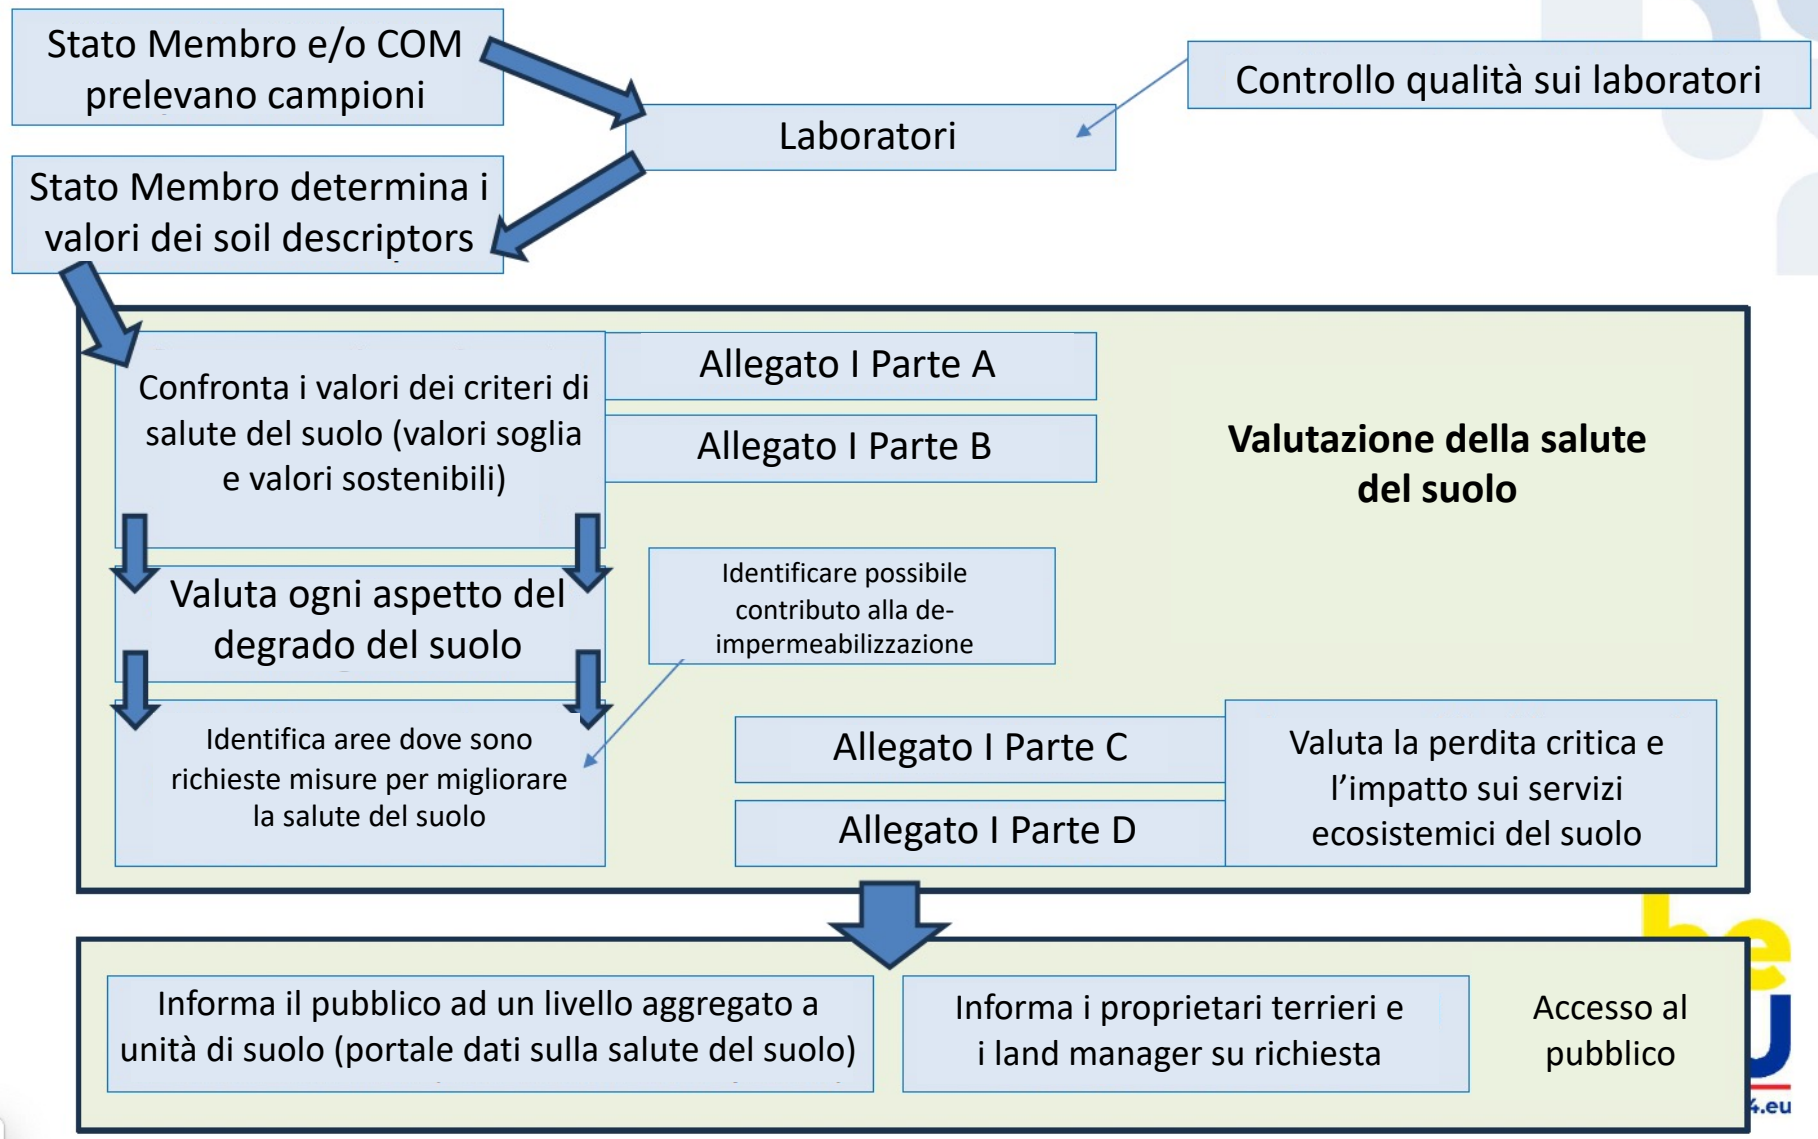 Stato Membro e/o COM
prelevano campioni
Controllo qualità sui laboratori
Laboratori
Stato Membro determina i
valori dei soil descriptors
Confronta i valori dei criteri di
salute del suolo (valori soglia
e valori sostenibili)
Allegato I Parte A
Allegato I Parte B
Valutazione della salute
del suolo
Valuta ogni aspetto del
degrado del suolo
Identificare possibile
contributo alla de-
impermeabilizzazione
Identifica aree dove sono
richieste misure per migliorare
la salute del suolo
Allegato I Parte C
Allegato I Parte D
Valuta la perdita critica e
l’impatto sui servizi
ecosistemici del suolo
Informa il pubblico ad un livello aggregato a
unità di suolo (portale dati sulla salute del suolo)
Informa i proprietari terrieri e
i land manager su richiesta
Accesso al
pubblico
4.eu